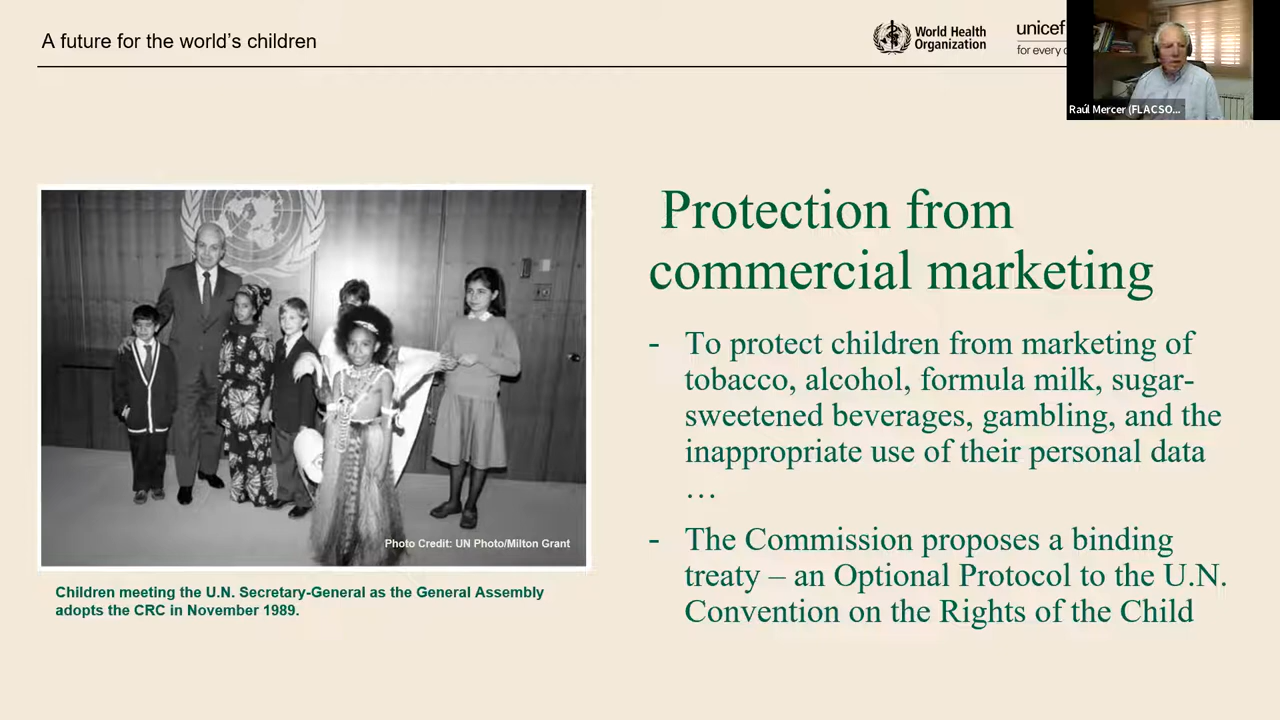 A future for the world's children
World Health
Organization
unicef
for every
Raúl Mercer (FLACSO...
Protection from
commercial marketing
- To protect children from marketing of
tobacco, alcohol, formula milk, sugar-
sweetened beverages, gambling, and the
inappropriate use of their personal data
…
- The Commission proposes a binding
treaty – an Optional Protocol to the U.N.
Convention on the Rights of the Child
Photo Credit: UN Photo/Milton Grant
Children meeting the U.N. Secretary-General as the General Assembly
adopts the CRC in November 1989.